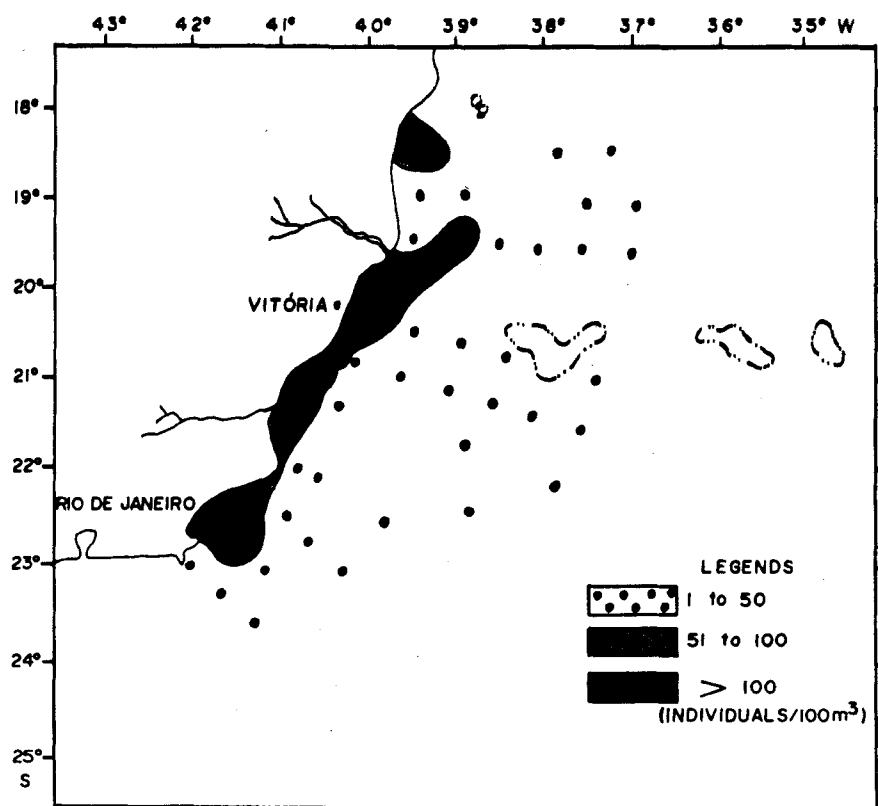 43° 42° 41° 40° 39° 38° 37° 36° 35° W
18°
19°
20°
VITÓRIA
21°
22°
RIO DE JANEIRO
23°
LEGENDS
1 to 50
24°
51 to 100
> 100
(INDIVIDUALS/100m³)
25°
S